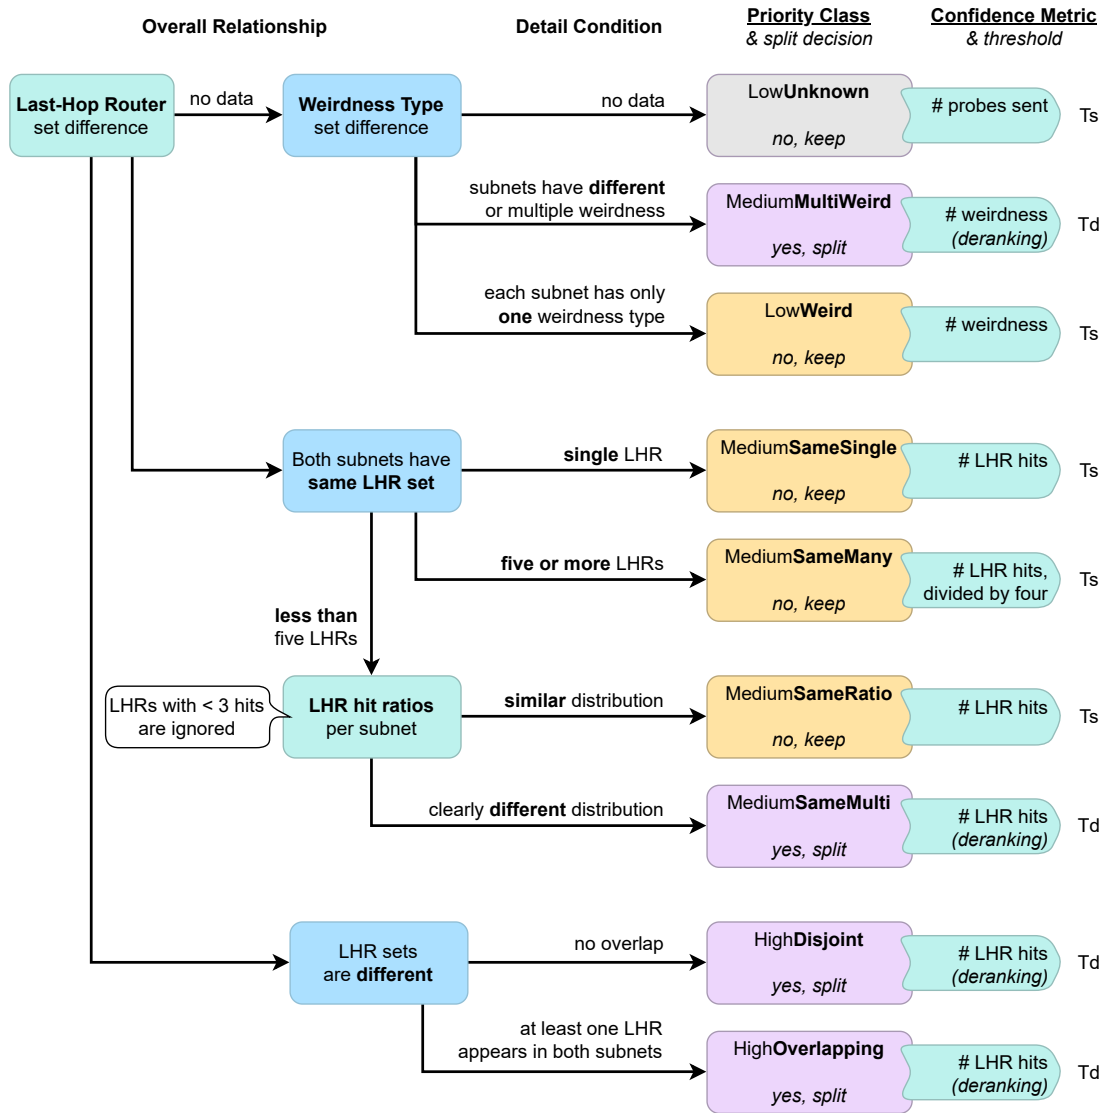 Overall Relationship
Detail Condition
Priority Class
& split decision
Confidence Metric
& threshold
Last-Hop Router
set difference
no data
Weirdness Type
set difference
no data
LowUnknown
no, keep
# probes sent
Ts
subnets have different
or multiple weirdness
MediumMultiWeird
yes, split
# weirdness
(deranking)
Td
each subnet has only
one weirdness type
LowWeird
no, keep
# weirdness
Ts
Both subnets have
same LHR set
single LHR
MediumSameSingle
no, keep
# LHR hits
Ts
five or more LHRs
MediumSameMany
no, keep
# LHR hits,
divided by four
Ts
less than
five LHRs
LHRs with < 3 hits
are ignored
LHR hit ratios
per subnet
similar distribution
MediumSameRatio
no, keep
# LHR hits
Ts
clearly different distribution
MediumSameMulti
yes, split
# LHR hits
(deranking)
Td
LHR sets
are different
no overlap
HighDisjoint
yes, split
# LHR hits
(deranking)
Td
at least one LHR
appears in both subnets
HighOverlapping
yes, split
# LHR hits
(deranking)
Td